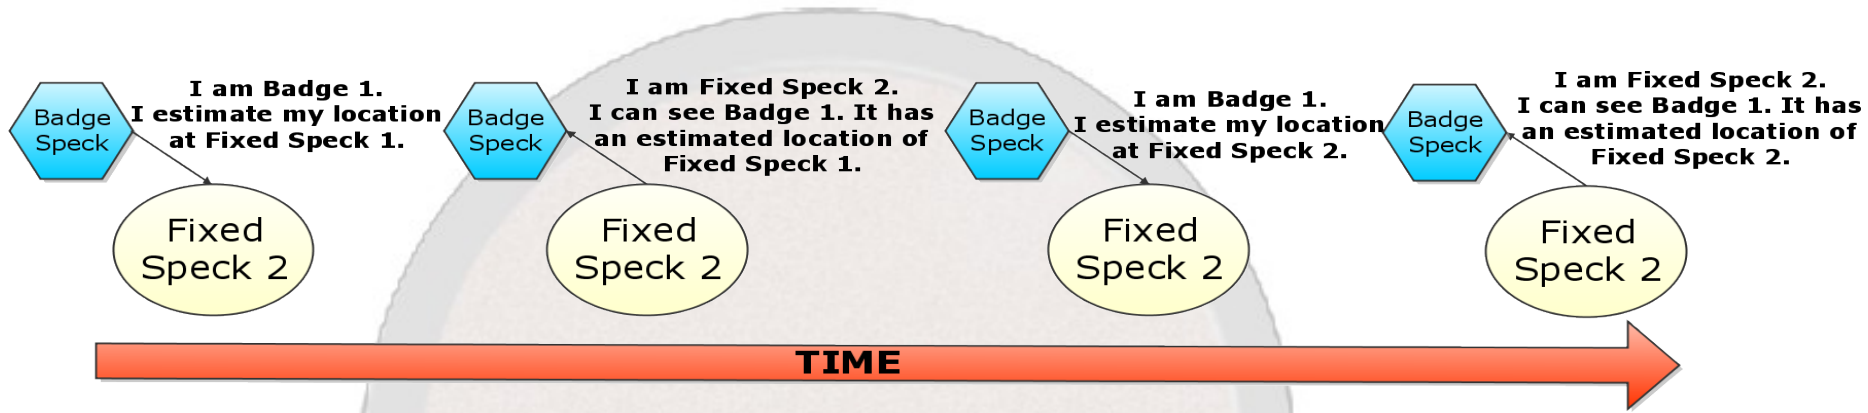 Badge
Speck
I am Badge 1.
I estimate my location
at Fixed Speck 1.
Fixed
Speck 2
Badge
Speck
I am Fixed Speck 2.
I can see Badge 1. It has
an estimated location of
Fixed Speck 1.
Fixed
Speck 2
Badge
Speck
I am Badge 1.
I estimate my location
at Fixed Speck 2.
Fixed
Speck 2
Badge
Speck
I am Fixed Speck 2.
I can see Badge 1. It has
an estimated location of
Fixed Speck 2.
Fixed
Speck 2
TIME